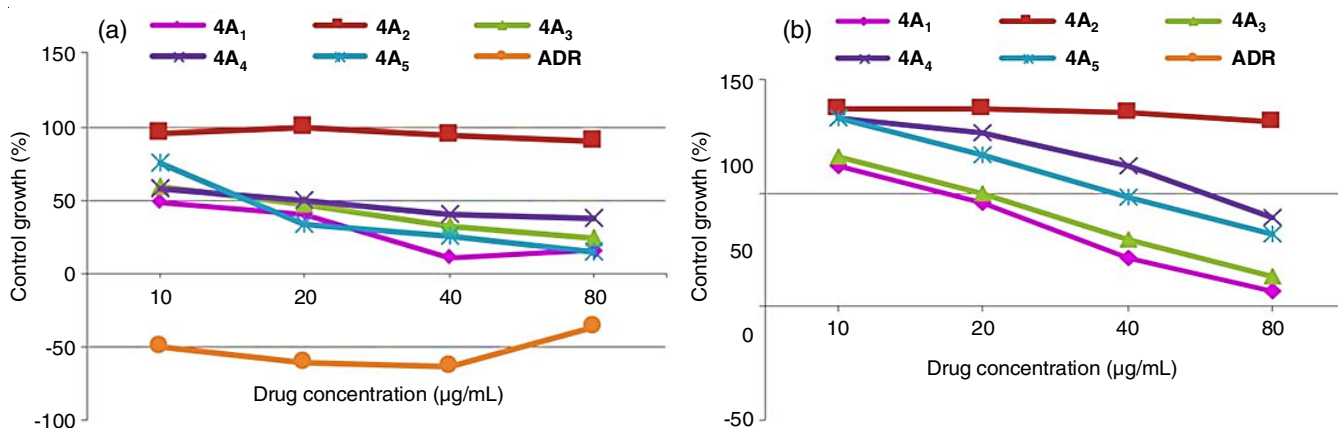 (a)
4A₁ 4A₂ 4A₃
4A₄ 4A₅ ADR
150
100
50
0
-50
-100
Control growth (%)
10 20 40 80
Drug concentration (µg/mL)
(b)
4A₁ 4A₂ 4A₃
4A₄ 4A₅ ADR
150
100
50
0
-50
Control growth (%)
10 20 40 80
Drug concentration (µg/mL)